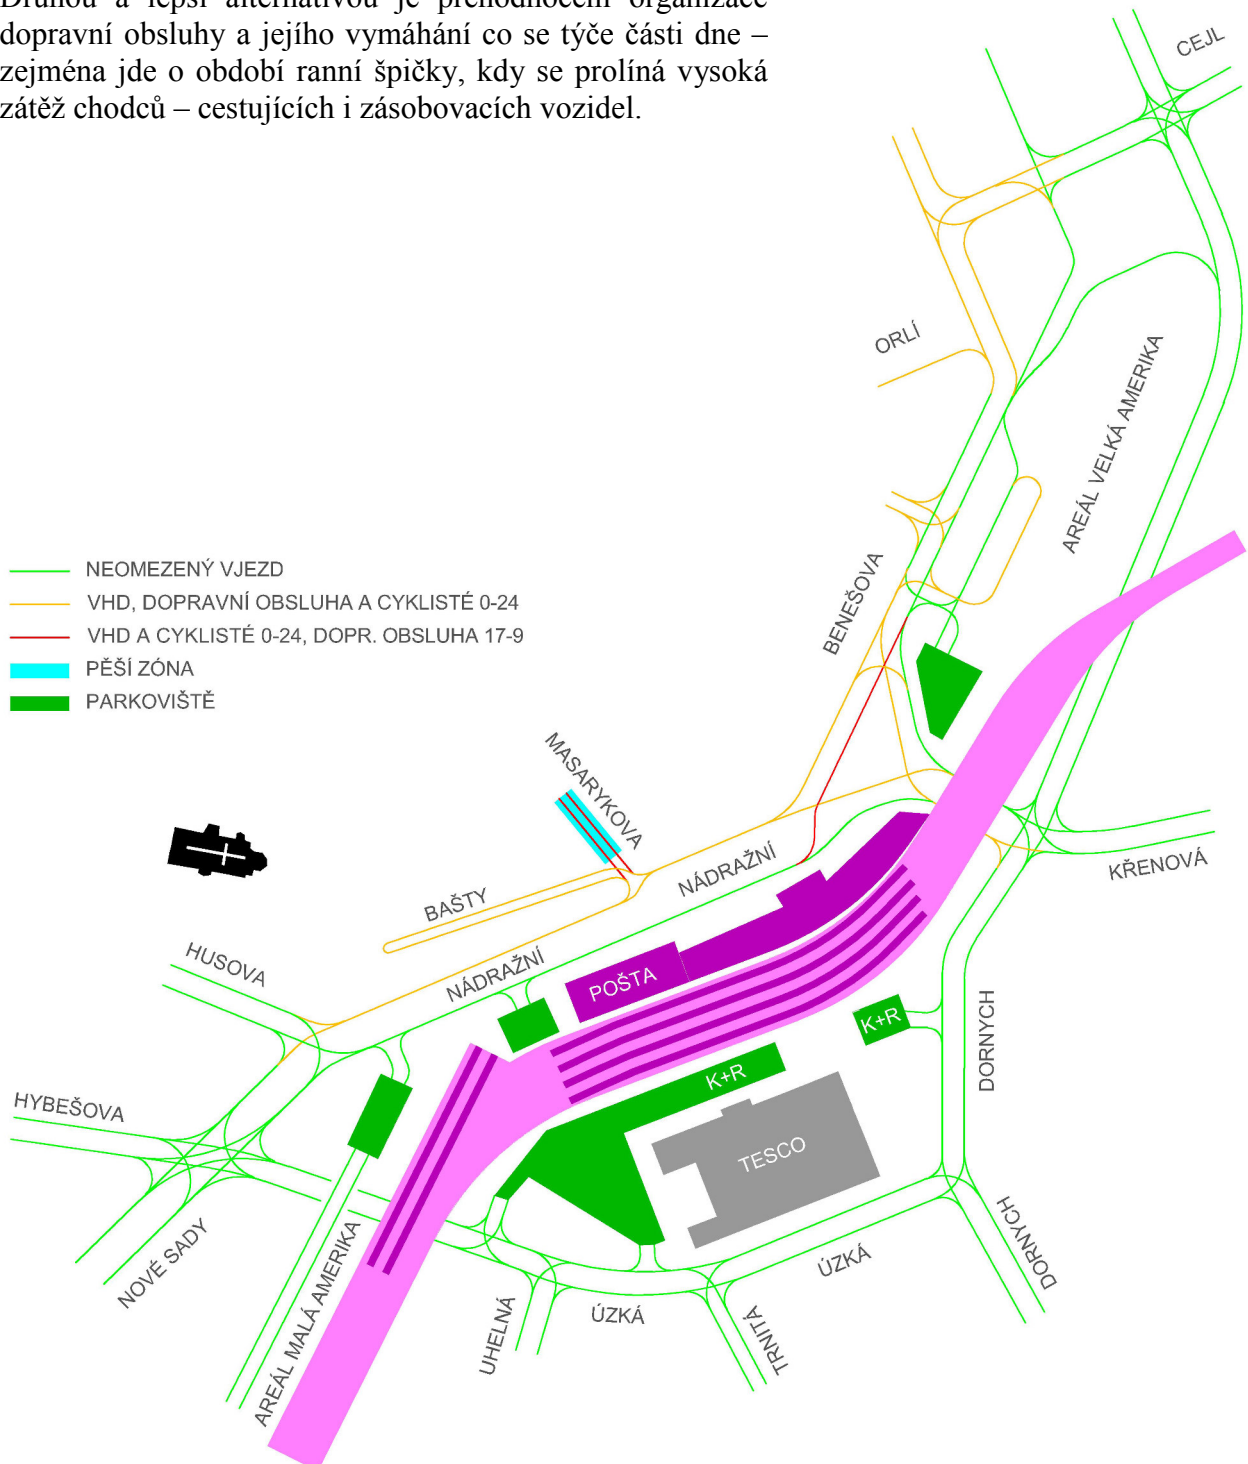 Druhou a lepší alternativou je přehodnocení organizace
dopravní obsluhy a jejího vymáhání co se týče části dne –
zejména jde o období ranní špičky, kdy se prolíná vysoká
zátěž chodců – cestujících i zásobovacích vozidel.
CEJL
ORLÍ
AREÁL VELKÁ AMERIKA
BENEŠOVA
NEOMEZENÝ VJEZD
VHD, DOPRAVNÍ OBSLUHA A CYKLISTÉ 0-24
VHD A CYKLISTÉ 0-24, DOPR. OBSLUHA 17-9
PĚŠÍ ZÓNA
PARKOVIŠTĚ
MASARYKOVA
NÁDRAŽNÍ
KŘENOVÁ
BAŠTY
HUSOVA
NÁDRAŽNÍ
POŠTA
K+R
DORNYCH
K+R
HYBEŠOVA
TESCO
NOVÉ SADY
AREÁL MALÁ AMERIKA
DORNYCH
ÚZKÁ
UHELNÁ
ÚZKÁ
TRNITÁ